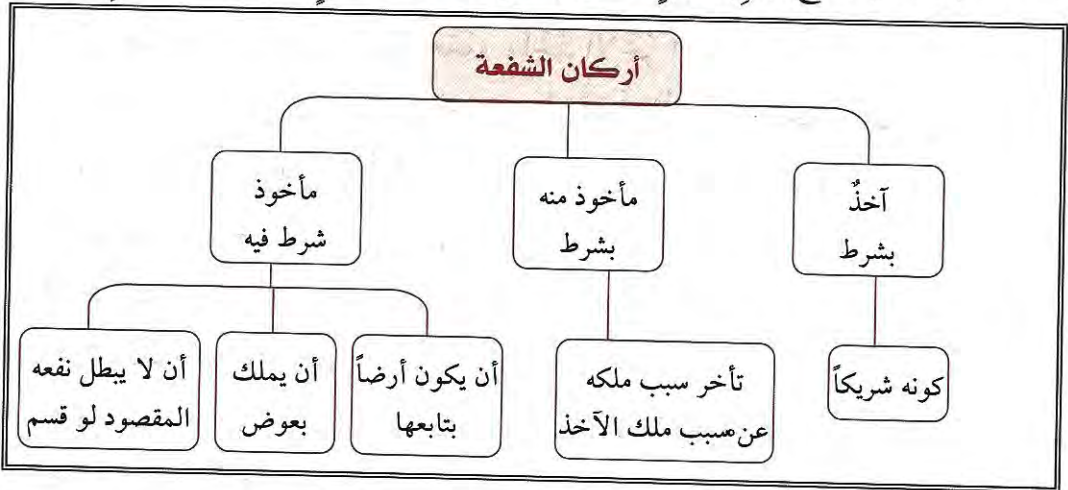 أركان الشفعة
آخذٌ
بشرط
مأخوذ منه
بشرط
مأخوذ
شرط فيه
كونه شريكاً
تأخر سبب ملكه
عن سبب ملك الآخذ
أن يكون أرضاً
بتابعها
أن يملك
بعوض
أن لا يبطل نفعه
المقصود لو قسم